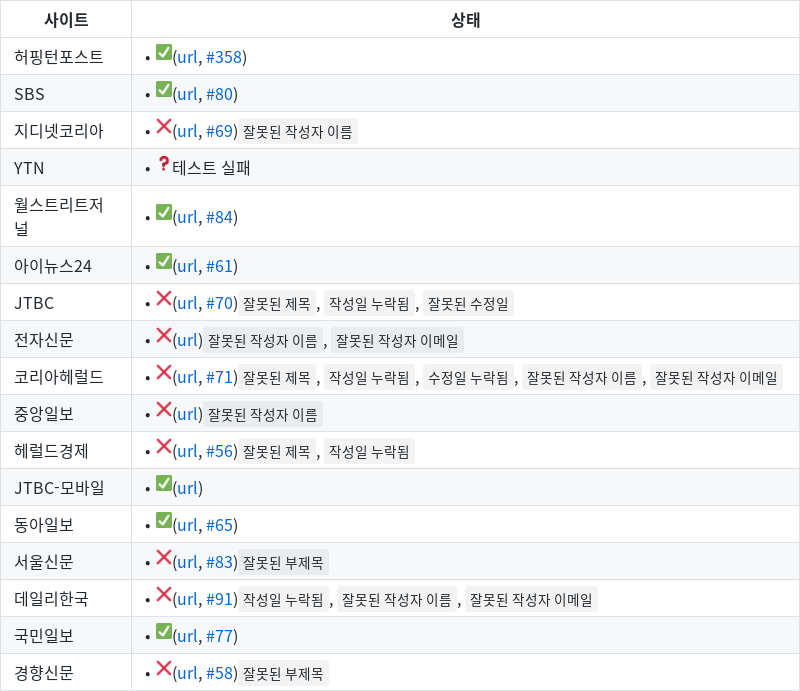 사이트 상태
허핑턴포스트 • ✅(url, #358)
SBS • ✅(url, #80)
지디넷코리아 • ❌(url, #69) 잘못된 작성자 이름
YTN • ❓테스트 실패
월스트리트저
널 • ✅(url, #84)
아이뉴스24 • ✅(url, #61)
JTBC • ❌(url, #70) 잘못된 제목 , 작성일 누락됨 , 잘못된 수정일
전자신문 • ❌(url) 잘못된 작성자 이름 , 잘못된 작성자 이메일
코리아헤럴드 • ❌(url, #71) 잘못된 제목 , 작성일 누락됨 , 수정일 누락됨 , 잘못된 작성자 이름 , 잘못된 작성자 이메일
중앙일보 • ❌(url) 잘못된 작성자 이름
헤럴드경제 • ❌(url, #56) 잘못된 제목 , 작성일 누락됨
JTBC-모바일 • ✅(url)
동아일보 • ✅(url, #65)
서울신문 • ❌(url, #83) 잘못된 부제목
데일리한국 • ❌(url, #91) 작성일 누락됨 , 잘못된 작성자 이름 , 잘못된 작성자 이메일
국민일보 • ✅(url, #77)
경향신문 • ❌(url, #58) 잘못된 부제목